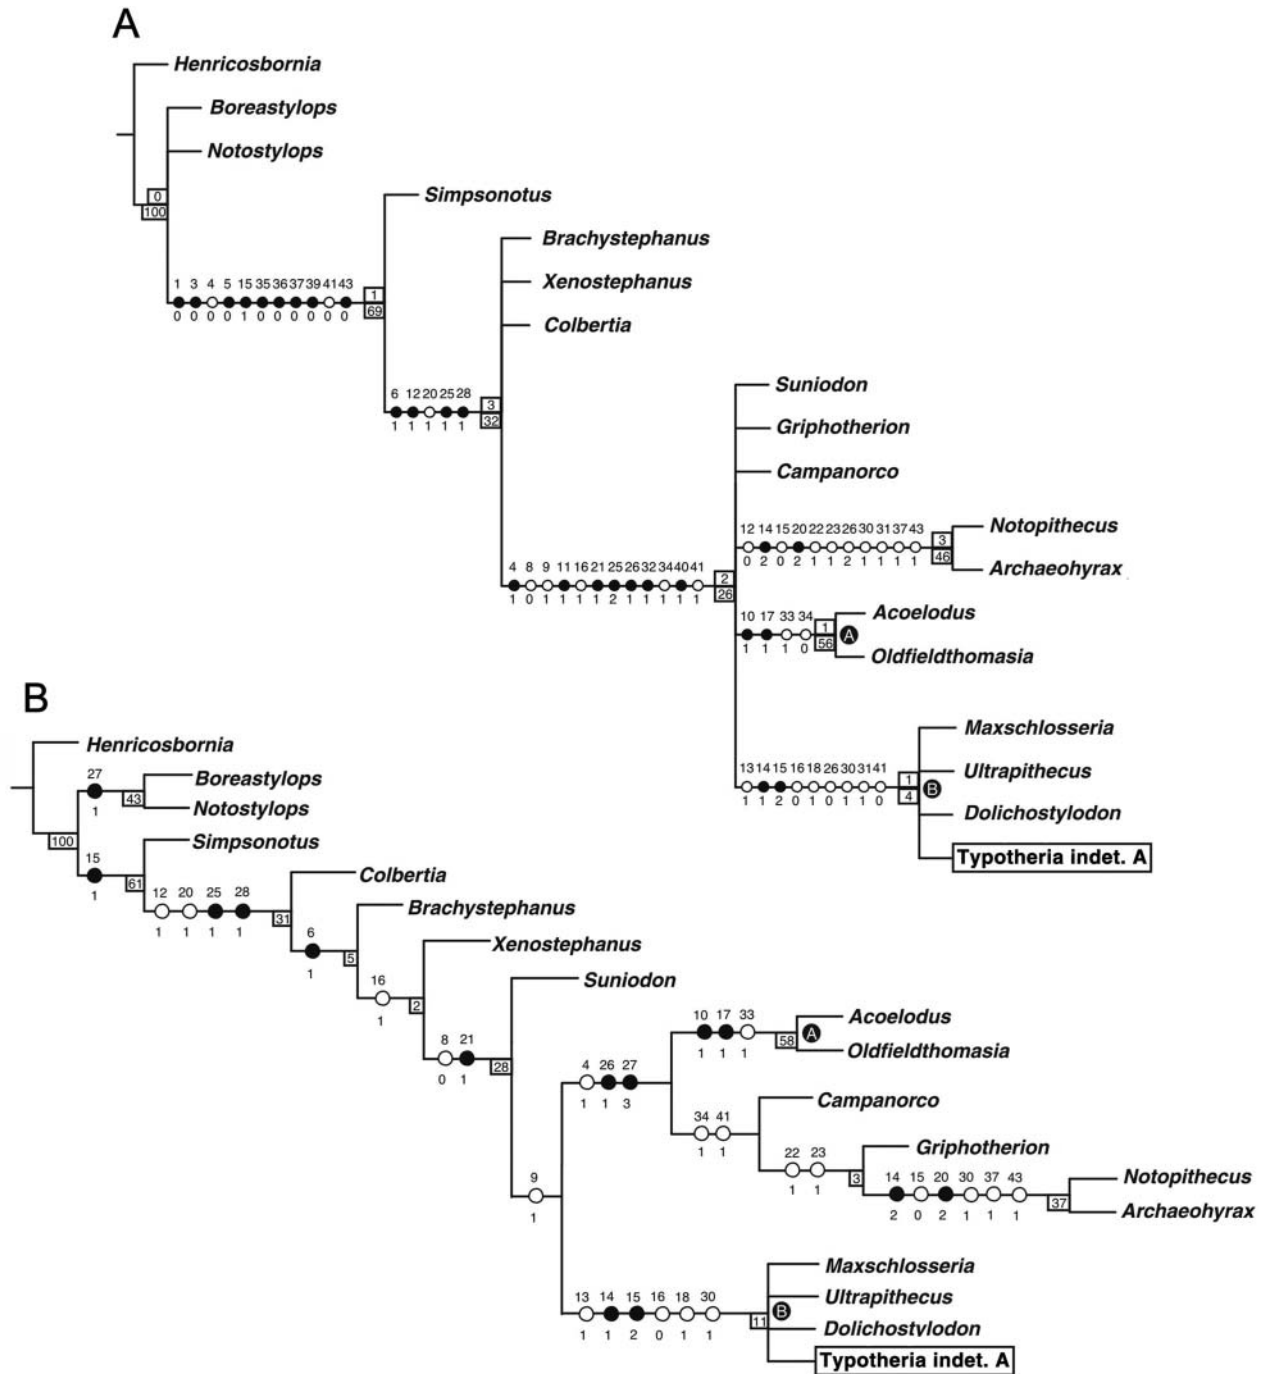 A
Henricosbornia
Boreastylops
Notostylops
0
100
Simpsonotus
1 3 4 5 15 35 36 37 39 41 43
0 0 0 0 1 0 0 0 0 0 0
1
69
Brachystephanus
Xenostephanus
Colbertia
6 12 20 25 28
1 1 1 1 1
3
32
Suniodon
Griphotherion
Campanorco
12 14 15 20 22 23 26 30 31 37 43
0 2 0 2 1 1 2 1 1 1 1
3
46
Notopithecus
Archaeohyrax
4 8 9 11 16 21 25 26 32 34 40 41
1 0 1 1 1 1 2 1 1 1 1 1
2
26
10 17 33 34
1 1 1 0
1
56
Acoelodus
A
Oldfieldthomasia
13 14 15 16 18 26 30 31 41
1 1 2 0 1 0 1 1 0
1
4
Maxschlosseria
Ultrapithecus
B
Dolichostylodon
Typotheria indet. A
B
Henricosbornia
27
1
43
Boreastylops
Notostylops
100
15
1
61
Simpsonotus
12 20 25 28
1 1 1 1
31
Colbertia
6
1
5
Brachystephanus
16
1
2
Xenostephanus
8 21
0 1
28
Suniodon
10 17 33
1 1 1
58
Acoelodus
A
Oldfieldthomasia
4 26 27
1 1 3
34 41
1 1
Campanorco
22 23
1 1
3
Griphotherion
14 15 20 30 37 43
2 0 2 1 1 1
37
Notopithecus
Archaeohyrax
9
1
13 14 15 16 18 30
1 1 2 0 1 1
11
Maxschlosseria
Ultrapithecus
B
Dolichostylodon
Typotheria indet. A